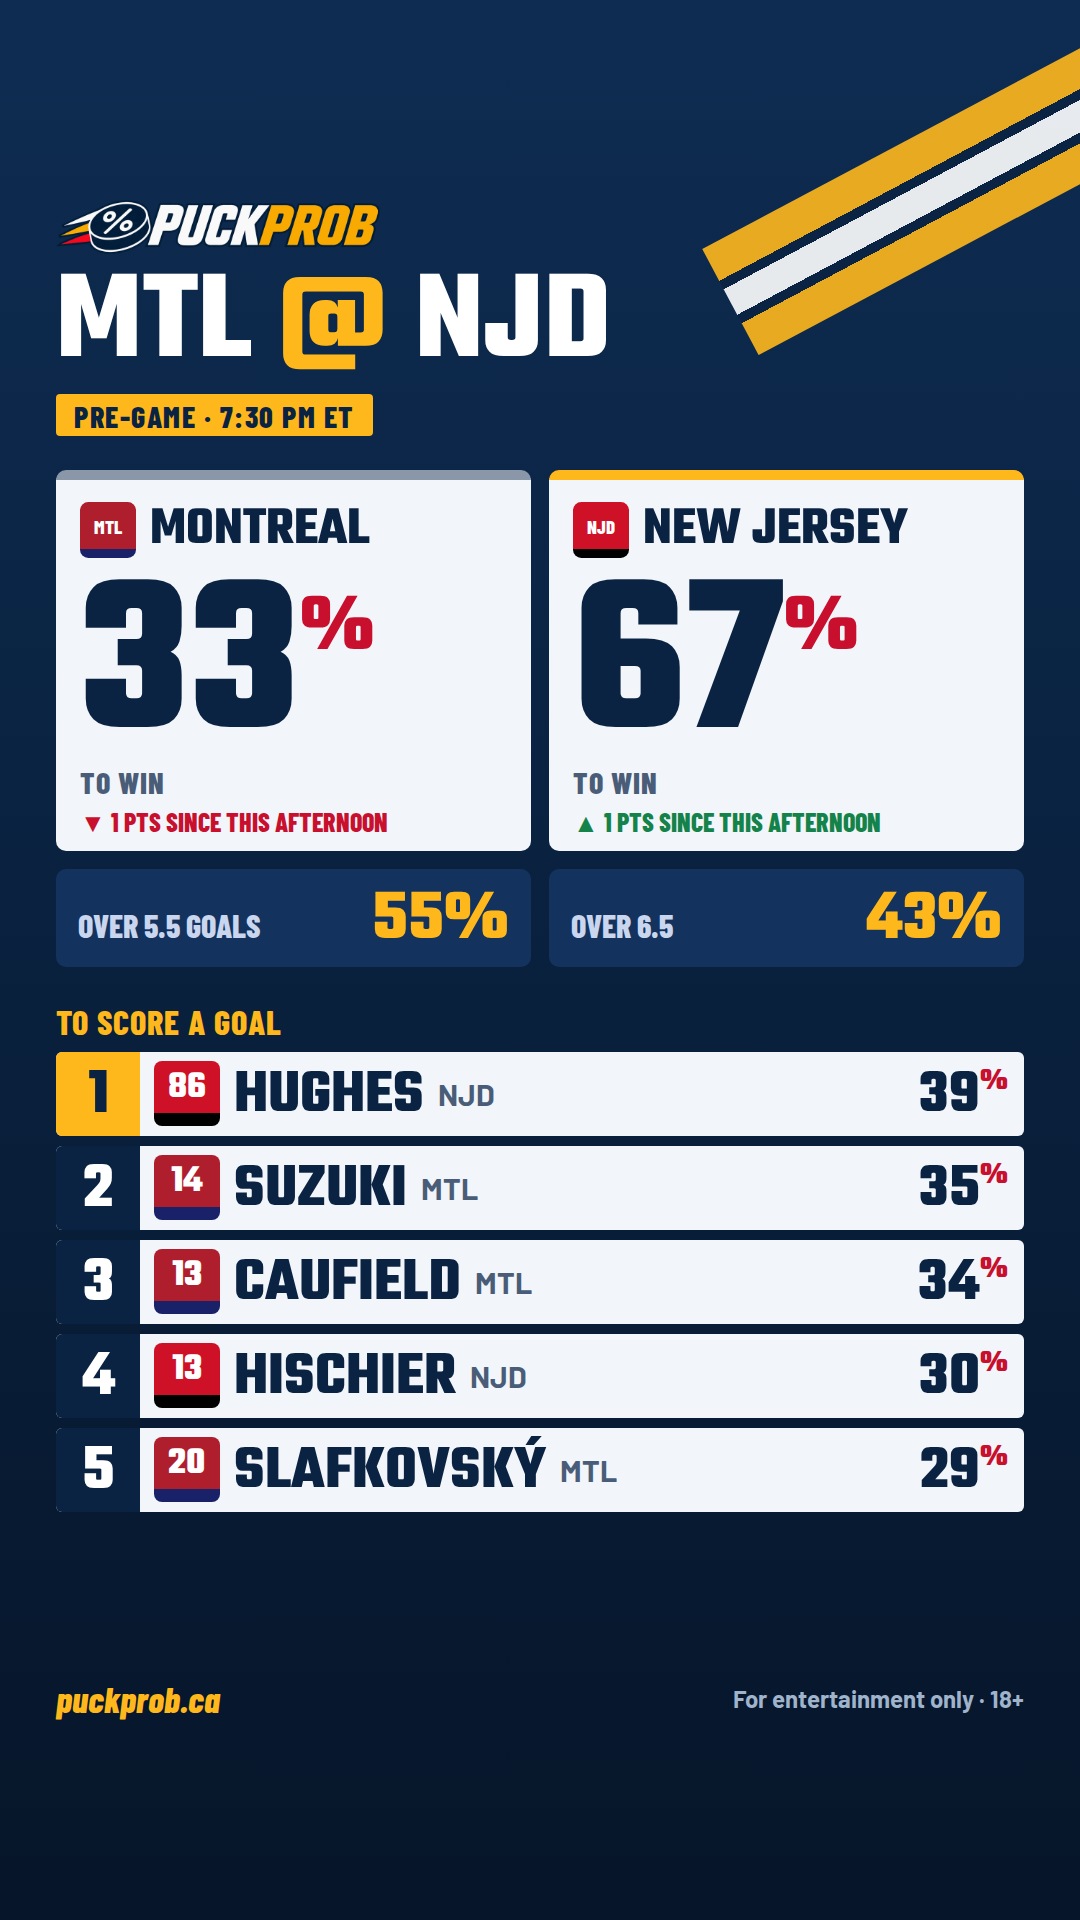 PUCKPROB
MTL @ NJD
PRE-GAME · 7:30 PM ET
MTL MONTREAL
33%
TO WIN
▼ 1 PTS SINCE THIS AFTERNOON
NJD NEW JERSEY
67%
TO WIN
▲ 1 PTS SINCE THIS AFTERNOON
OVER 5.5 GOALS 55%
OVER 6.5 43%
TO SCORE A GOAL
1 86 HUGHES NJD 39%
2 14 SUZUKI MTL 35%
3 13 CAUFIELD MTL 34%
4 13 HISCHIER NJD 30%
5 20 SLAFKOVSKÝ MTL 29%
puckprob.ca
For entertainment only · 18+